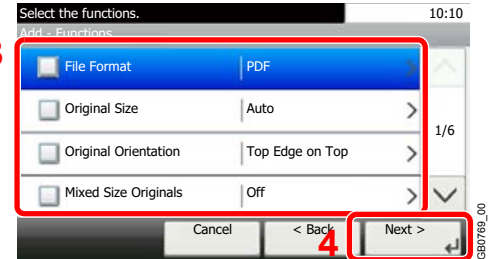 Select the functions. 10:10
Add - Functions
3
File Format PDF
Original Size Auto
1/6
Original Orientation Top Edge on Top
Mixed Size Originals Off
Cancel < Back Next >
4
GB0769_00